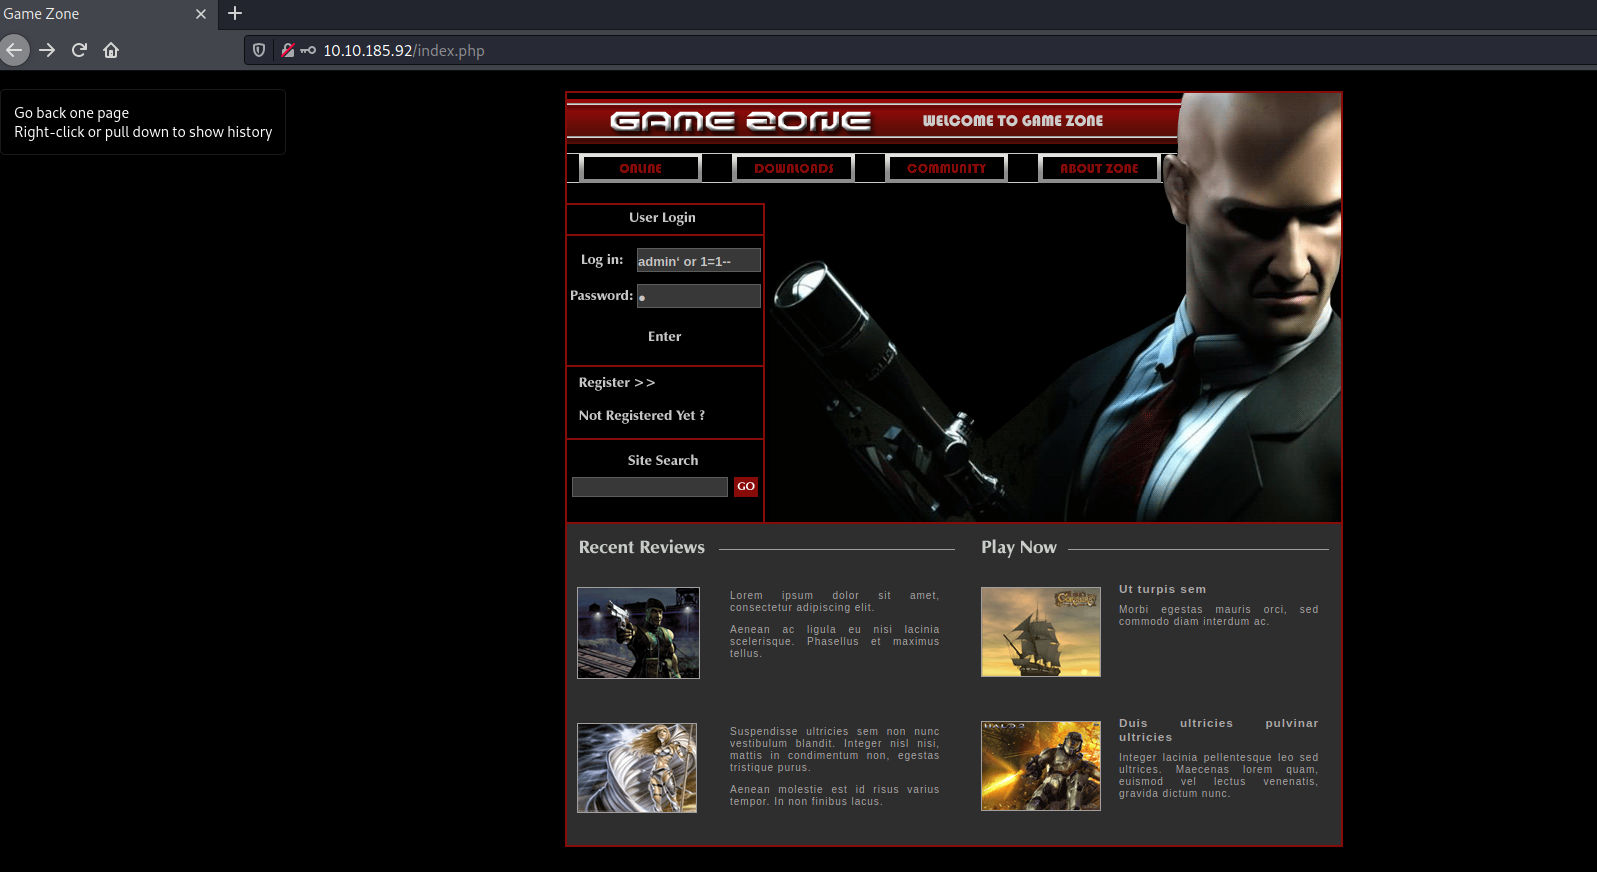 Game Zone
10.10.185.92/index.php
Go back one page
Right-click or pull down to show history
GAME ZONE
WELCOME TO GAME ZONE
ONLINE
DOWNLOADS
COMMUNITY
ABOUT ZONE
User Login
Log in:
admin‘ or 1=1--
Password:
Enter
Register >>
Not Registered Yet ?
Site Search
GO
Recent Reviews
Lorem ipsum dolor sit amet,
consectetur adipiscing elit.
Aenean ac ligula eu nisi lacinia
scelerisque. Phasellus et maximus
tellus.
Suspendisse ultricies sem non nunc
vestibulum blandit. Integer nisl nisi,
mattis in condimentum non, egestas
tristique purus.
Aenean molestie est id risus varius
tempor. In non finibus lacus.
Play Now
Ut turpis sem
Morbi egestas mauris orci, sed
commodo diam interdum ac.
HALO 2
Duis ultricies pulvinar
ultricies
Integer lacinia pellentesque leo sed
ultrices. Maecenas lorem quam,
euismod vel lectus venenatis,
gravida dictum nunc.